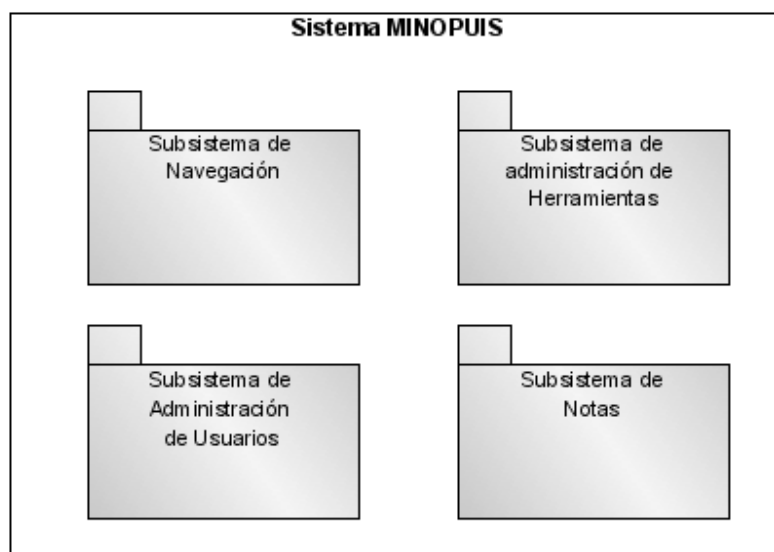 Sistema MINOPUIS
Subsistema de
Navegación
Subsistema de
administración de
Herramientas
Subsistema de
Administración
de Usuarios
Subsistema de
Notas